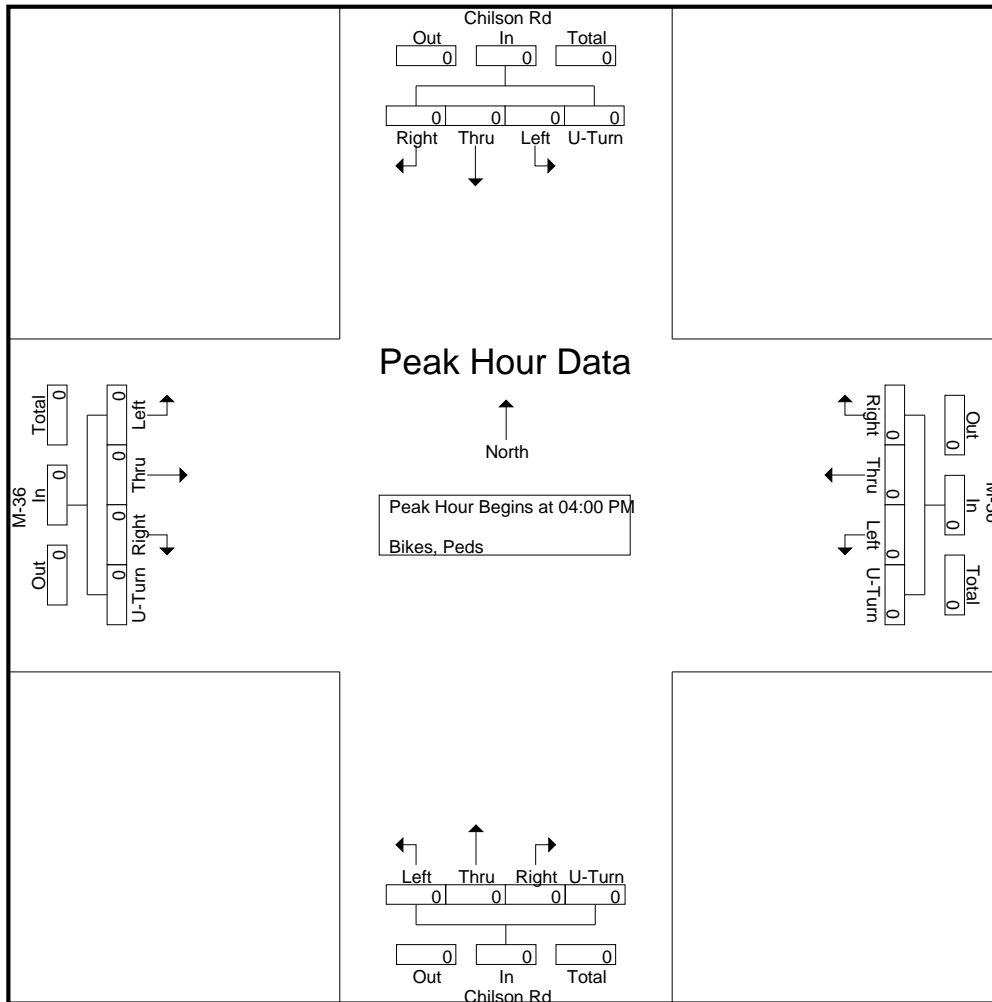 Chilson Rd
Out In Total
0 0 0
0 0 0 0
Right Thru Left U-Turn
Peak Hour Data
North
Peak Hour Begins at 04:00 PM
Bikes, Peds
M-36
Total In Out
0 0 0
0 0 0 0
Left Thru Right U-Turn
Right Thru Left U-Turn
0 0 0 0
0 0 0
Out In Total
Left Thru Right U-Turn
0 0 0 0
0 0 0
Out In Total
Chilson Rd